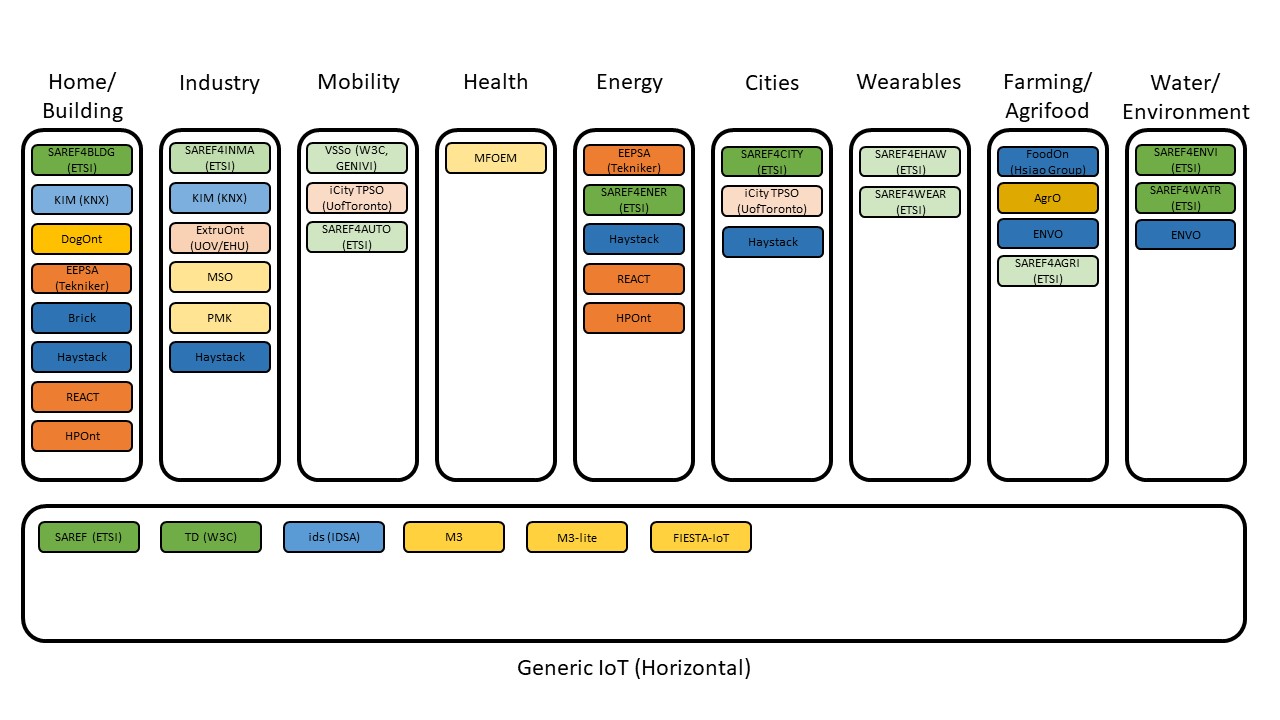 Home/
Building
Industry
Mobility
Health
Energy
Cities
Wearables
Farming/
Agrifood
Water/
Environment
SAREF4BLDG
(ETSI)
KIM (KNX)
DogOnt
EEPSA
(Tekniker)
Brick
Haystack
REACT
HPOnt
SAREF4INMA
(ETSI)
KIM (KNX)
ExtruOnt
(UOV/EHU)
MSO
PMK
Haystack
VSSo (W3C,
GENIVI)
iCity TPSO
(UofToronto)
SAREF4AUTO
(ETSI)
MFOEM
EEPSA
(Tekniker)
SAREF4ENER
(ETSI)
Haystack
REACT
HPOnt
SAREF4CITY
(ETSI)
iCity TPSO
(UofToronto)
Haystack
SAREF4EHAW
(ETSI)
SAREF4WEAR
(ETSI)
FoodOn
(Hsiao Group)
AgrO
ENVO
SAREF4AGRI
(ETSI)
SAREF4ENVI
(ETSI)
SAREF4WATR
(ETSI)
ENVO
SAREF (ETSI)
TD (W3C)
ids (IDSA)
M3
M3-lite
FIESTA-IoT
Generic IoT (Horizontal)